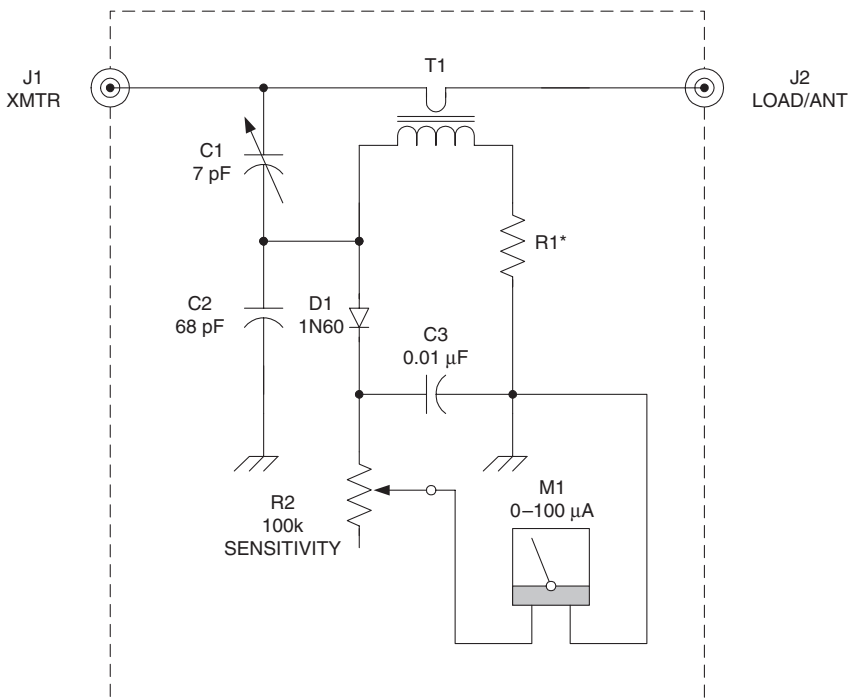 J1
XMTR
T1
J2
LOAD/ANT
C1
7 pF
R1*
C2
68 pF
D1
1N60
C3
0.01 μF
R2
100k
SENSITIVITY
M1
0–100 μA